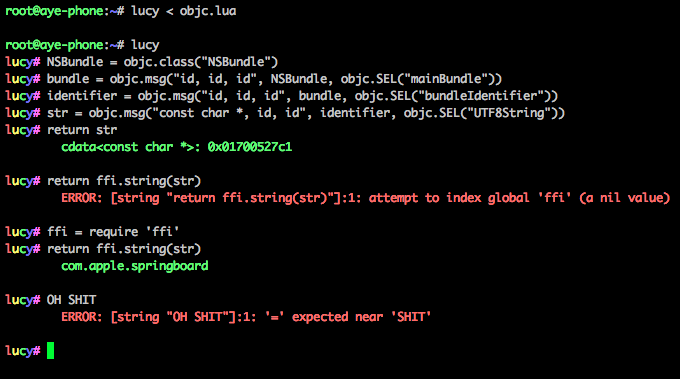 root@aye-phone:~# lucy < objc.lua
root@aye-phone:~# lucy
lucy# NSBundle = objc.class("NSBundle")
lucy# bundle = objc.msg("id, id, id", NSBundle, objc.SEL("mainBundle"))
lucy# identifier = objc.msg("id, id, id", bundle, objc.SEL("bundleIdentifier"))
lucy# str = objc.msg("const char *, id, id", identifier, objc.SEL("UTF8String"))
lucy# return str
cdata<const char *>: 0x01700527c1
lucy# return ffi.string(str)
ERROR: [string "return ffi.string(str)"]:1: attempt to index global 'ffi' (a nil value)
lucy# ffi = require 'ffi'
lucy# return ffi.string(str)
com.apple.springboard
lucy# OH SHIT
ERROR: [string "OH SHIT"]:1: '=' expected near 'SHIT'
lucy#